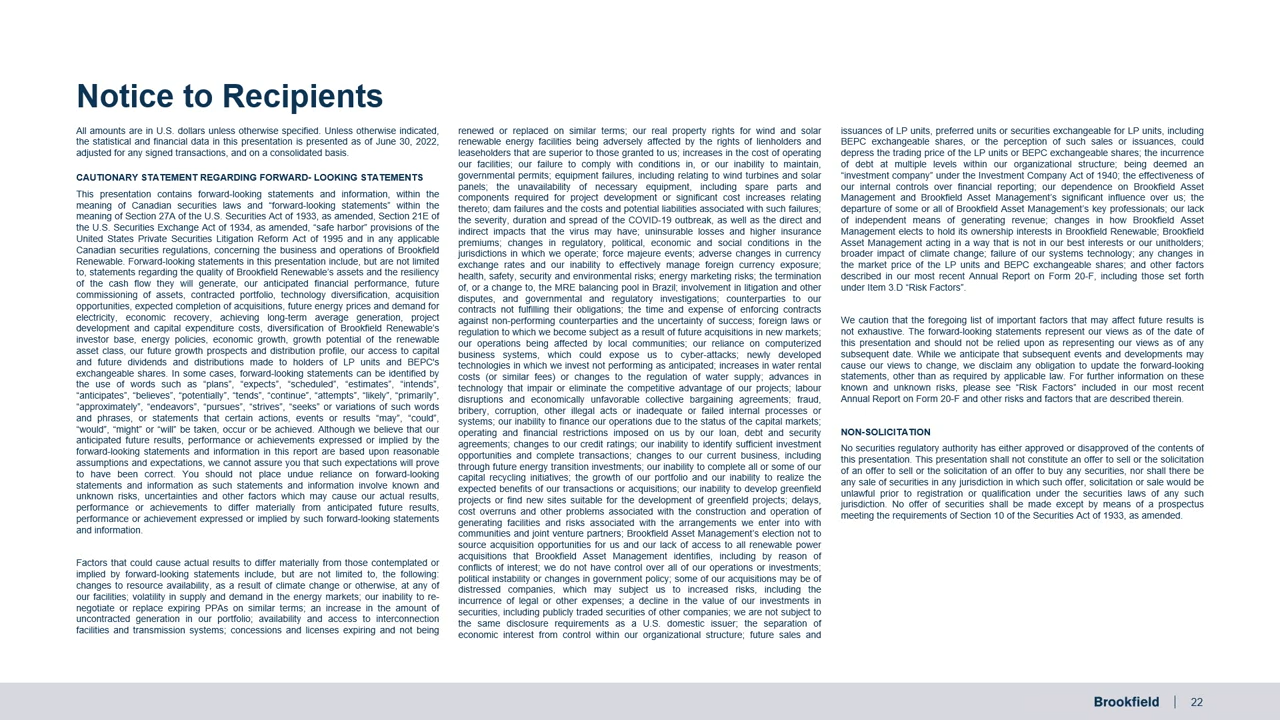 Notice to Recipients
All amounts are in U.S. dollars unless otherwise specified. Unless otherwise indicated,
the statistical and financial data in this presentation is presented as of June 30, 2022,
adjusted for any signed transactions, and on a consolidated basis.
CAUTIONARY STATEMENT REGARDING FORWARD- LOOKING STATEMENTS
This presentation contains forward-looking statements and information, within the
meaning of Canadian securities laws and “forward-looking statements” within the
meaning of Section 27A of the U.S. Securities Act of 1933, as amended, Section 21E of
the U.S. Securities Exchange Act of 1934, as amended, “safe harbor” provisions of the
United States Private Securities Litigation Reform Act of 1995 and in any applicable
Canadian securities regulations, concerning the business and operations of Brookfield
Renewable. Forward-looking statements in this presentation include, but are not limited
to, statements regarding the quality of Brookfield Renewable’s assets and the resiliency
of the cash flow they will generate, our anticipated financial performance, future
commissioning of assets, contracted portfolio, technology diversification, acquisition
opportunities, expected completion of acquisitions, future energy prices and demand for
electricity, economic recovery, achieving long-term average generation, project
development and capital expenditure costs, diversification of Brookfield Renewable’s
investor base, energy policies, economic growth, growth potential of the renewable
asset class, our future growth prospects and distribution profile, our access to capital
and future dividends and distributions made to holders of LP units and BEPC's
exchangeable shares. In some cases, forward-looking statements can be identified by
the use of words such as “plans”, “expects”, “scheduled”, “estimates”, “intends”,
“anticipates”, “believes”, “potentially”, “tends”, “continue”, “attempts”, “likely”, “primarily”,
“approximately”, “endeavors”, “pursues”, “strives”, “seeks” or variations of such words
and phrases, or statements that certain actions, events or results “may”, “could”,
“would”, “might” or “will” be taken, occur or be achieved. Although we believe that our
anticipated future results, performance or achievements expressed or implied by the
forward-looking statements and information in this report are based upon reasonable
assumptions and expectations, we cannot assure you that such expectations will prove
to have been correct. You should not place undue reliance on forward-looking
statements and information as such statements and information involve known and
unknown risks, uncertainties and other factors which may cause our actual results,
performance or achievements to differ materially from anticipated future results,
performance or achievement expressed or implied by such forward-looking statements
and information.
Factors that could cause actual results to differ materially from those contemplated or
implied by forward-looking statements include, but are not limited to, the following:
changes to resource availability, as a result of climate change or otherwise, at any of
our facilities; volatility in supply and demand in the energy markets; our inability to re-
negotiate or replace expiring PPAs on similar terms; an increase in the amount of
uncontracted generation in our portfolio; availability and access to interconnection
facilities and transmission systems; concessions and licenses expiring and not being
renewed or replaced on similar terms; our real property rights for wind and solar
renewable energy facilities being adversely affected by the rights of lienholders and
leaseholders that are superior to those granted to us; increases in the cost of operating
our facilities; our failure to comply with conditions in, or our inability to maintain,
governmental permits; equipment failures, including relating to wind turbines and solar
panels; the unavailability of necessary equipment, including spare parts and
components required for project development or significant cost increases relating
thereto; dam failures and the costs and potential liabilities associated with such failures;
the severity, duration and spread of the COVID-19 outbreak, as well as the direct and
indirect impacts that the virus may have; uninsurable losses and higher insurance
premiums; changes in regulatory, political, economic and social conditions in the
jurisdictions in which we operate; force majeure events; adverse changes in currency
exchange rates and our inability to effectively manage foreign currency exposure;
health, safety, security and environmental risks; energy marketing risks; the termination
of, or a change to, the MRE balancing pool in Brazil; involvement in litigation and other
disputes, and governmental and regulatory investigations; counterparties to our
contracts not fulfilling their obligations; the time and expense of enforcing contracts
against non-performing counterparties and the uncertainty of success; foreign laws or
regulation to which we become subject as a result of future acquisitions in new markets;
our operations being affected by local communities; our reliance on computerized
business systems, which could expose us to cyber-attacks; newly developed
technologies in which we invest not performing as anticipated; increases in water rental
costs (or similar fees) or changes to the regulation of water supply; advances in
technology that impair or eliminate the competitive advantage of our projects; labour
disruptions and economically unfavorable collective bargaining agreements; fraud,
bribery, corruption, other illegal acts or inadequate or failed internal processes or
systems; our inability to finance our operations due to the status of the capital markets;
operating and financial restrictions imposed on us by our loan, debt and security
agreements; changes to our credit ratings; our inability to identify sufficient investment
opportunities and complete transactions; changes to our current business, including
through future energy transition investments; our inability to complete all or some of our
capital recycling initiatives; the growth of our portfolio and our inability to realize the
expected benefits of our transactions or acquisitions; our inability to develop greenfield
projects or find new sites suitable for the development of greenfield projects; delays,
cost overruns and other problems associated with the construction and operation of
generating facilities and risks associated with the arrangements we enter into with
communities and joint venture partners; Brookfield Asset Management’s election not to
source acquisition opportunities for us and our lack of access to all renewable power
acquisitions that Brookfield Asset Management identifies, including by reason of
conflicts of interest; we do not have control over all of our operations or investments;
political instability or changes in government policy; some of our acquisitions may be of
distressed companies, which may subject us to increased risks, including the
incurrence of legal or other expenses; a decline in the value of our investments in
securities, including publicly traded securities of other companies; we are not subject to
the same disclosure requirements as a U.S. domestic issuer; the separation of
economic interest from control within our organizational structure; future sales and
issuances of LP units, preferred units or securities exchangeable for LP units, including
BEPC exchangeable shares, or the perception of such sales or issuances, could
depress the trading price of the LP units or BEPC exchangeable shares; the incurrence
of debt at multiple levels within our organizational structure; being deemed an
“investment company” under the Investment Company Act of 1940; the effectiveness of
our internal controls over financial reporting; our dependence on Brookfield Asset
Management and Brookfield Asset Management’s significant influence over us; the
departure of some or all of Brookfield Asset Management’s key professionals; our lack
of independent means of generating revenue; changes in how Brookfield Asset
Management elects to hold its ownership interests in Brookfield Renewable; Brookfield
Asset Management acting in a way that is not in our best interests or our unitholders;
broader impact of climate change; failure of our systems technology; any changes in
the market price of the LP units and BEPC exchangeable shares; and other factors
described in our most recent Annual Report on Form 20-F, including those set forth
under Item 3.D “Risk Factors”.
We caution that the foregoing list of important factors that may affect future results is
not exhaustive. The forward-looking statements represent our views as of the date of
this presentation and should not be relied upon as representing our views as of any
subsequent date. While we anticipate that subsequent events and developments may
cause our views to change, we disclaim any obligation to update the forward-looking
statements, other than as required by applicable law. For further information on these
known and unknown risks, please see “Risk Factors” included in our most recent
Annual Report on Form 20-F and other risks and factors that are described therein.
NON-SOLICITATION
No securities regulatory authority has either approved or disapproved of the contents of
this presentation. This presentation shall not constitute an offer to sell or the solicitation
of an offer to sell or the solicitation of an offer to buy any securities, nor shall there be
any sale of securities in any jurisdiction in which such offer, solicitation or sale would be
unlawful prior to registration or qualification under the securities laws of any such
jurisdiction. No offer of securities shall be made except by means of a prospectus
meeting the requirements of Section 10 of the Securities Act of 1933, as amended.
Brookfield | 22